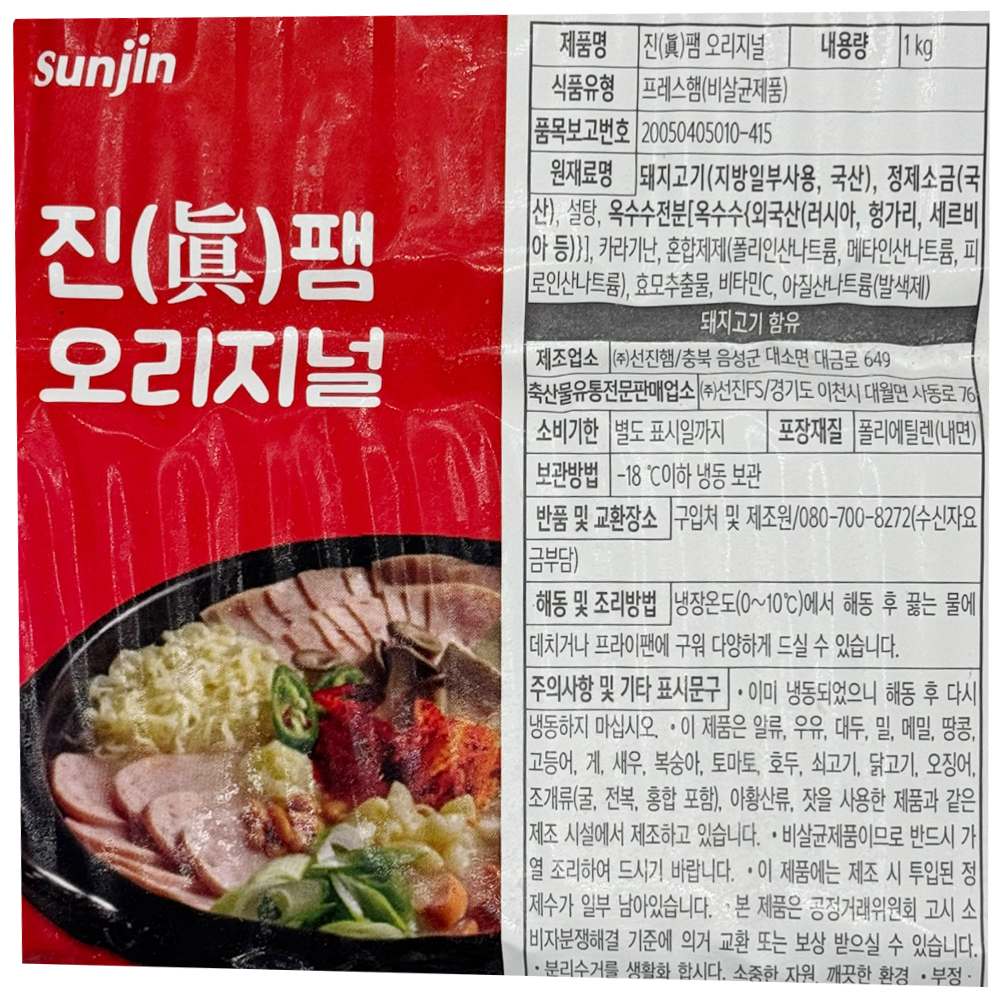 sunjin
진(眞)팸
오리지널
제품명 진(眞)팸 오리지널 내용량 1kg
식품유형 프레스햄(비살균제품)
품목보고번호 20050405010-415
원재료명 돼지고기(지방일부사용, 국산), 정제소금(국
산), 설탕, 옥수수전분[옥수수{외국산(러시아, 헝가리, 세르비
아 등)}], 카라기난, 혼합제제(폴리인산나트륨, 메타인산나트륨, 피
로인산나트륨), 효모추출물, 비타민C, 아질산나트륨(발색제)
돼지고기 함유
제조업소 ㈜선진햄/충북 음성군 대소면 대금로 649
축산물유통전문판매업소 ㈜선진FS/경기도 이천시 대월면 사동로 76
소비기한 별도 표시일까지 포장재질 폴리에틸렌(내면)
보관방법 -18 ℃이하 냉동 보관
반품 및 교환장소 구입처 및 제조원/080-700-8272(수신자요
금부담)
해동 및 조리방법 냉장온도(0~10℃)에서 해동 후 끓는 물에
데치거나 프라이팬에 구워 다양하게 드실 수 있습니다.
주의사항 및 기타 표시문구 •이미 냉동되었으니 해동 후 다시
냉동하지 마십시오. •이 제품은 알류, 우유, 대두, 밀, 메밀, 땅콩,
고등어, 게, 새우, 복숭아, 토마토, 호두, 쇠고기, 닭고기, 오징어,
조개류(굴, 전복, 홍합 포함), 아황산류, 잣을 사용한 제품과 같은
제조 시설에서 제조하고 있습니다. •비살균제품이므로 반드시 가
열 조리하여 드시기 바랍니다. •이 제품에는 제조 시 투입된 정
제수가 일부 남아있습니다. •본 제품은 공정거래위원회 고시 소
비자분쟁해결 기준에 의거 교환 또는 보상 받으실 수 있습니다.
•분리수거를 생활화 합시다. 소중한 자원, 깨끗한 환경 •부정·